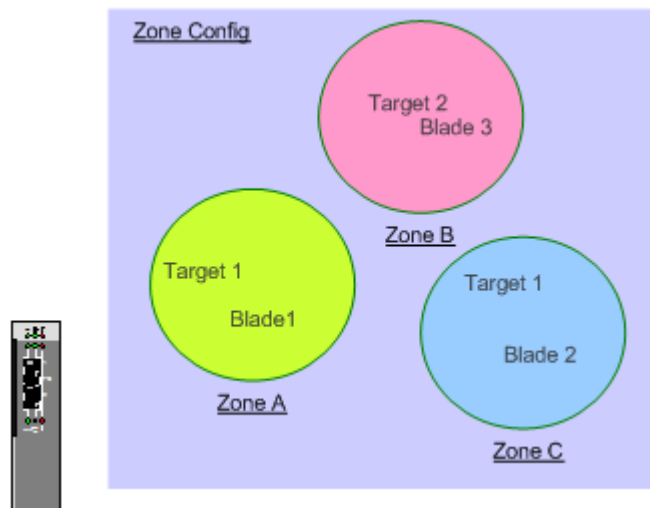 Zone Config
Target 2
Blade 3
Zone B
Target 1
Blade1
Zone A
Target 1
Blade 2
Zone C